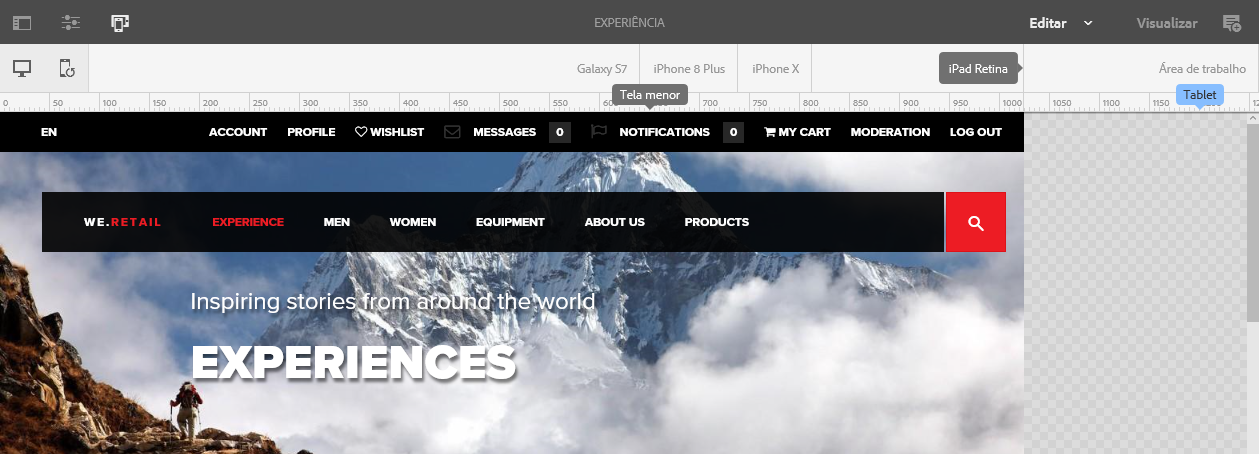 EXPERIÊNCIA
Editar
Visualizar
Galaxy S7
iPhone 8 Plus
iPhone X
iPad Retina
Área de trabalho
Tela menor
Tablet
0 50 100 150 200 250 300 350 400 450 500 550 700 750 800 850 900 950 1000 1050 1100 1150
EN ACCOUNT PROFILE WISHLIST MESSAGES 0 NOTIFICATIONS 0 MY CART MODERATION LOG OUT
WE.RETAIL EXPERIENCE MEN WOMEN EQUIPMENT ABOUT US PRODUCTS
Inspiring stories from around the world
EXPERIENCES